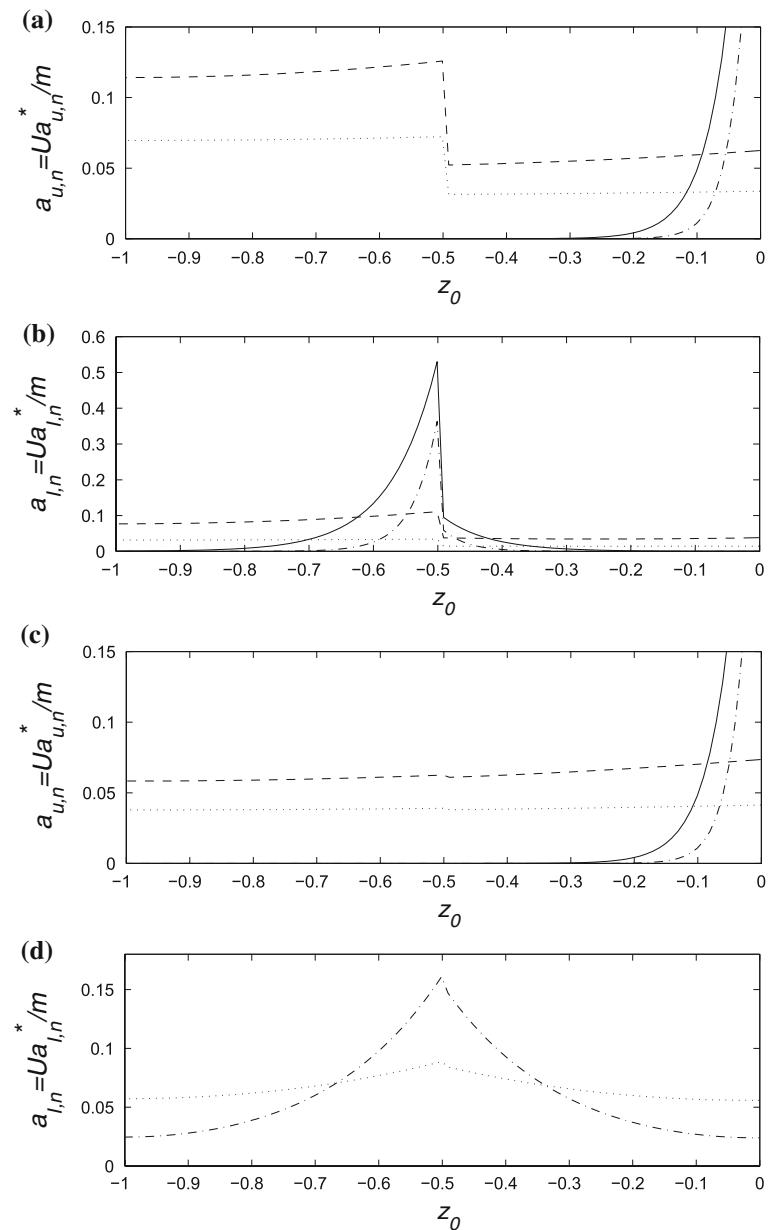 (a)
0.15
0.1
0.05
0
a_{u,n}=Ua^*_{u,n}/m
−1 −0.9 −0.8 −0.7 −0.6 −0.5 −0.4 −0.3 −0.2 −0.1 0
z_0
(b)
0.6
0.5
0.4
0.3
0.2
0.1
0
a_{l,n}=Ua^*_{l,n}/m
−1 −0.9 −0.8 −0.7 −0.6 −0.5 −0.4 −0.3 −0.2 −0.1 0
z_0
(c)
0.15
0.1
0.05
0
a_{u,n}=Ua^*_{u,n}/m
−1 −0.9 −0.8 −0.7 −0.6 −0.5 −0.4 −0.3 −0.2 −0.1 0
z_0
(d)
0.15
0.1
0.05
0
a_{l,n}=Ua^*_{l,n}/m
−1 −0.9 −0.8 −0.7 −0.6 −0.5 −0.4 −0.3 −0.2 −0.1 0
z_0